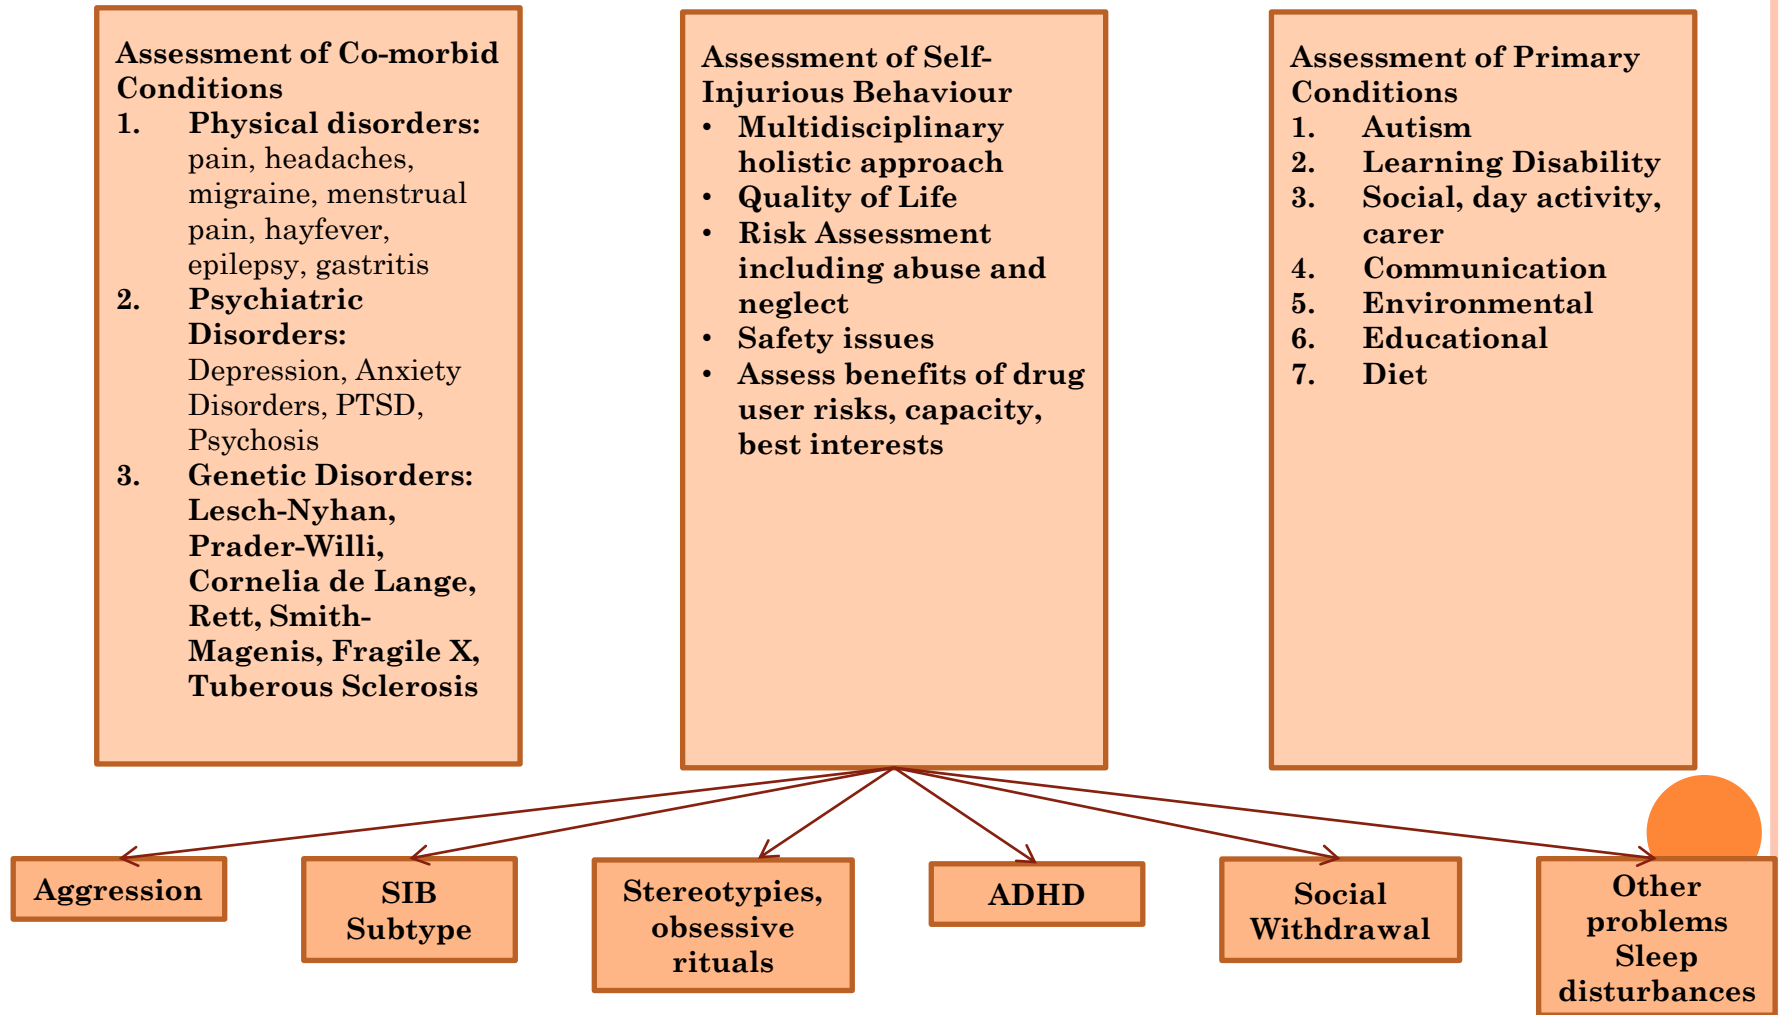 Assessment of Co-morbid
Conditions
1. Physical disorders:
pain, headaches,
migraine, menstrual
pain, hayfever,
epilepsy, gastritis
2. Psychiatric
Disorders:
Depression, Anxiety
Disorders, PTSD,
Psychosis
3. Genetic Disorders:
Lesch-Nyhan,
Prader-Willi,
Cornelia de Lange,
Rett, Smith-
Magenis, Fragile X,
Tuberous Sclerosis
Assessment of Self-
Injurious Behaviour
• Multidisciplinary
holistic approach
• Quality of Life
• Risk Assessment
including abuse and
neglect
• Safety issues
• Assess benefits of drug
user risks, capacity,
best interests
Assessment of Primary
Conditions
1. Autism
2. Learning Disability
3. Social, day activity,
carer
4. Communication
5. Environmental
6. Educational
7. Diet
Aggression
SIB
Subtype
Stereotypies,
obsessive
rituals
ADHD
Social
Withdrawal
Other
problems
Sleep
disturbances